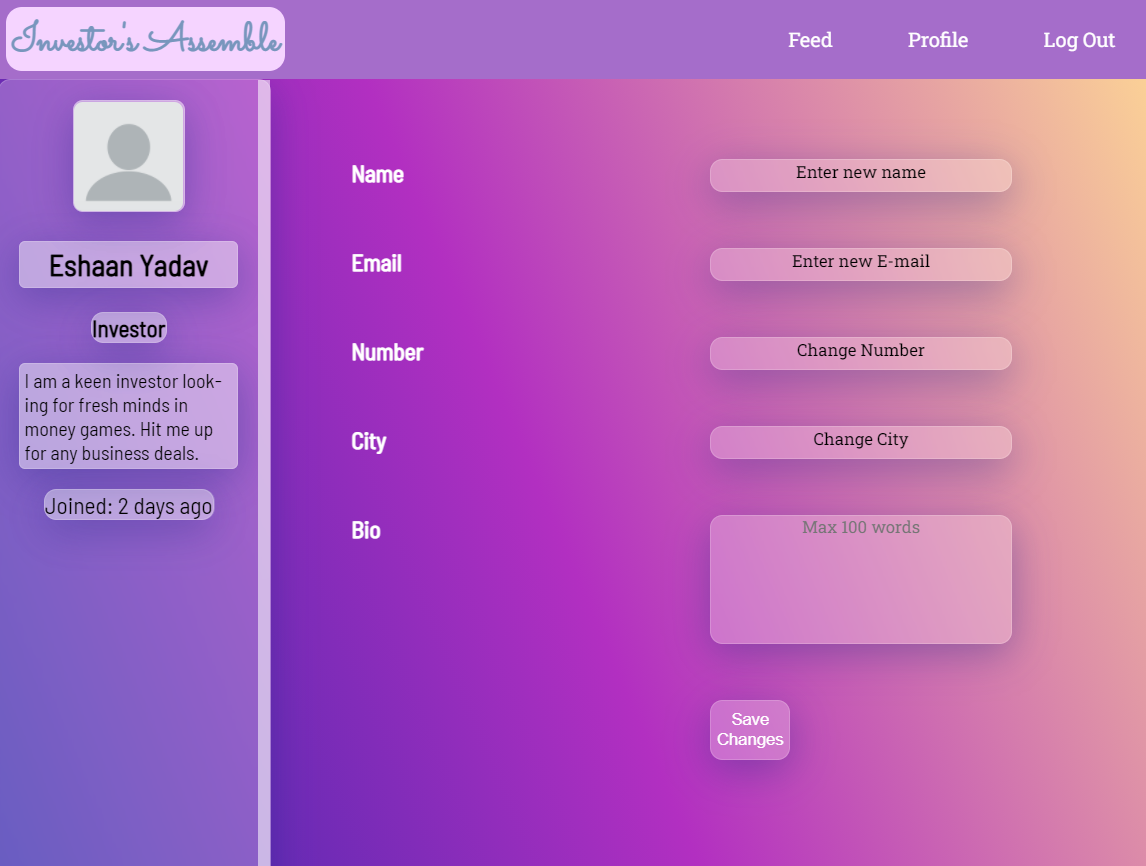 Investor's Assemble
Feed
Profile
Log Out
Eshaan Yadav
Investor
I am a keen investor look-
ing for fresh minds in
money games. Hit me up
for any business deals.
Joined: 2 days ago
Name
Enter new name
Email
Enter new E-mail
Number
Change Number
City
Change City
Bio
Max 100 words
Save
Changes